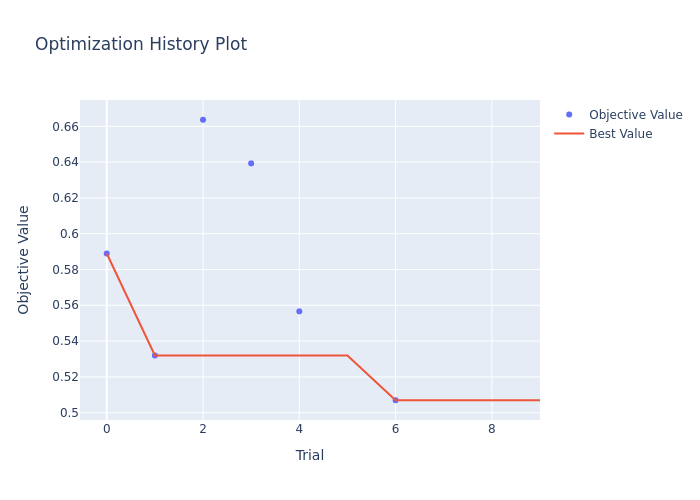 Optimization History Plot
Objective Value
Best Value
Objective Value
0.66
0.64
0.62
0.6
0.58
0.56
0.54
0.52
0.5
0 2 4 6 8
Trial